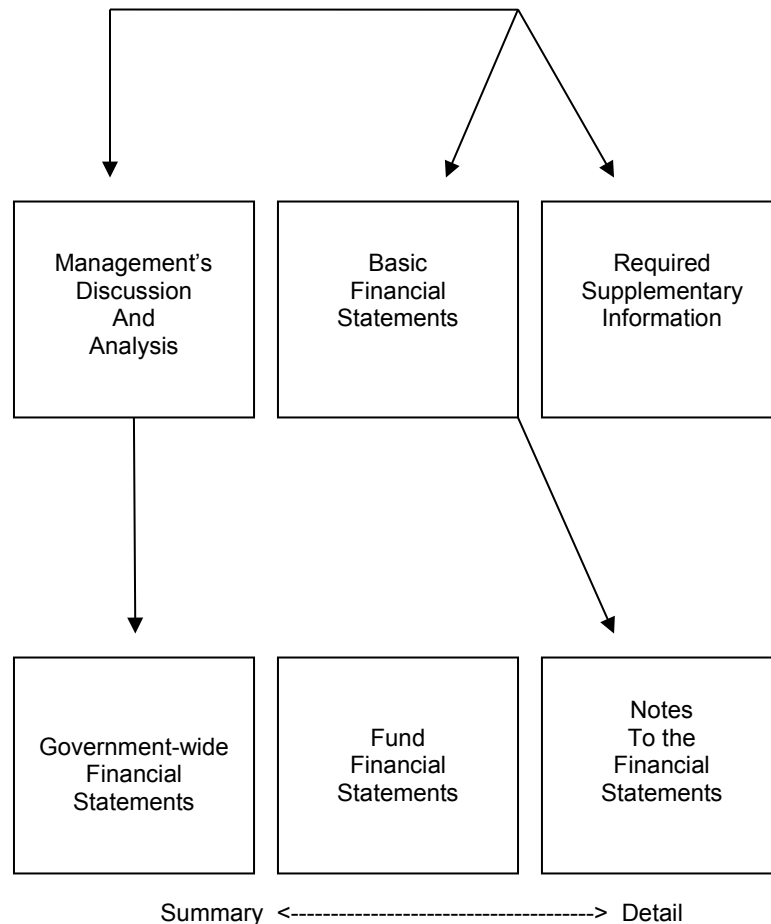 Management’s
Discussion
And
Analysis
Basic
Financial
Statements
Required
Supplementary
Information
Government-wide
Financial
Statements
Fund
Financial
Statements
Notes
To the
Financial
Statements
Summary <-------------------------------------> Detail